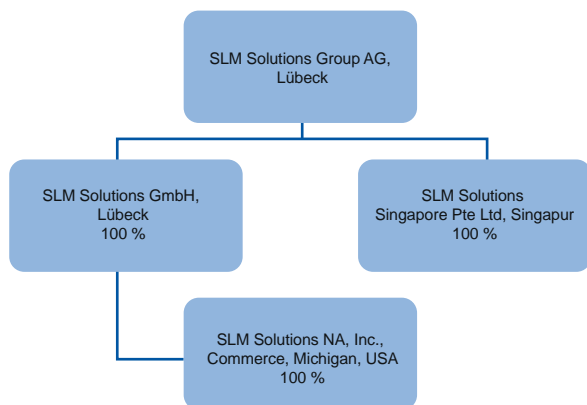 SLM Solutions Group AG,
Lübeck
SLM Solutions GmbH,
Lübeck
100 %
SLM Solutions
Singapore Pte Ltd, Singapur
100 %
SLM Solutions NA, Inc.,
Commerce, Michigan, USA
100 %